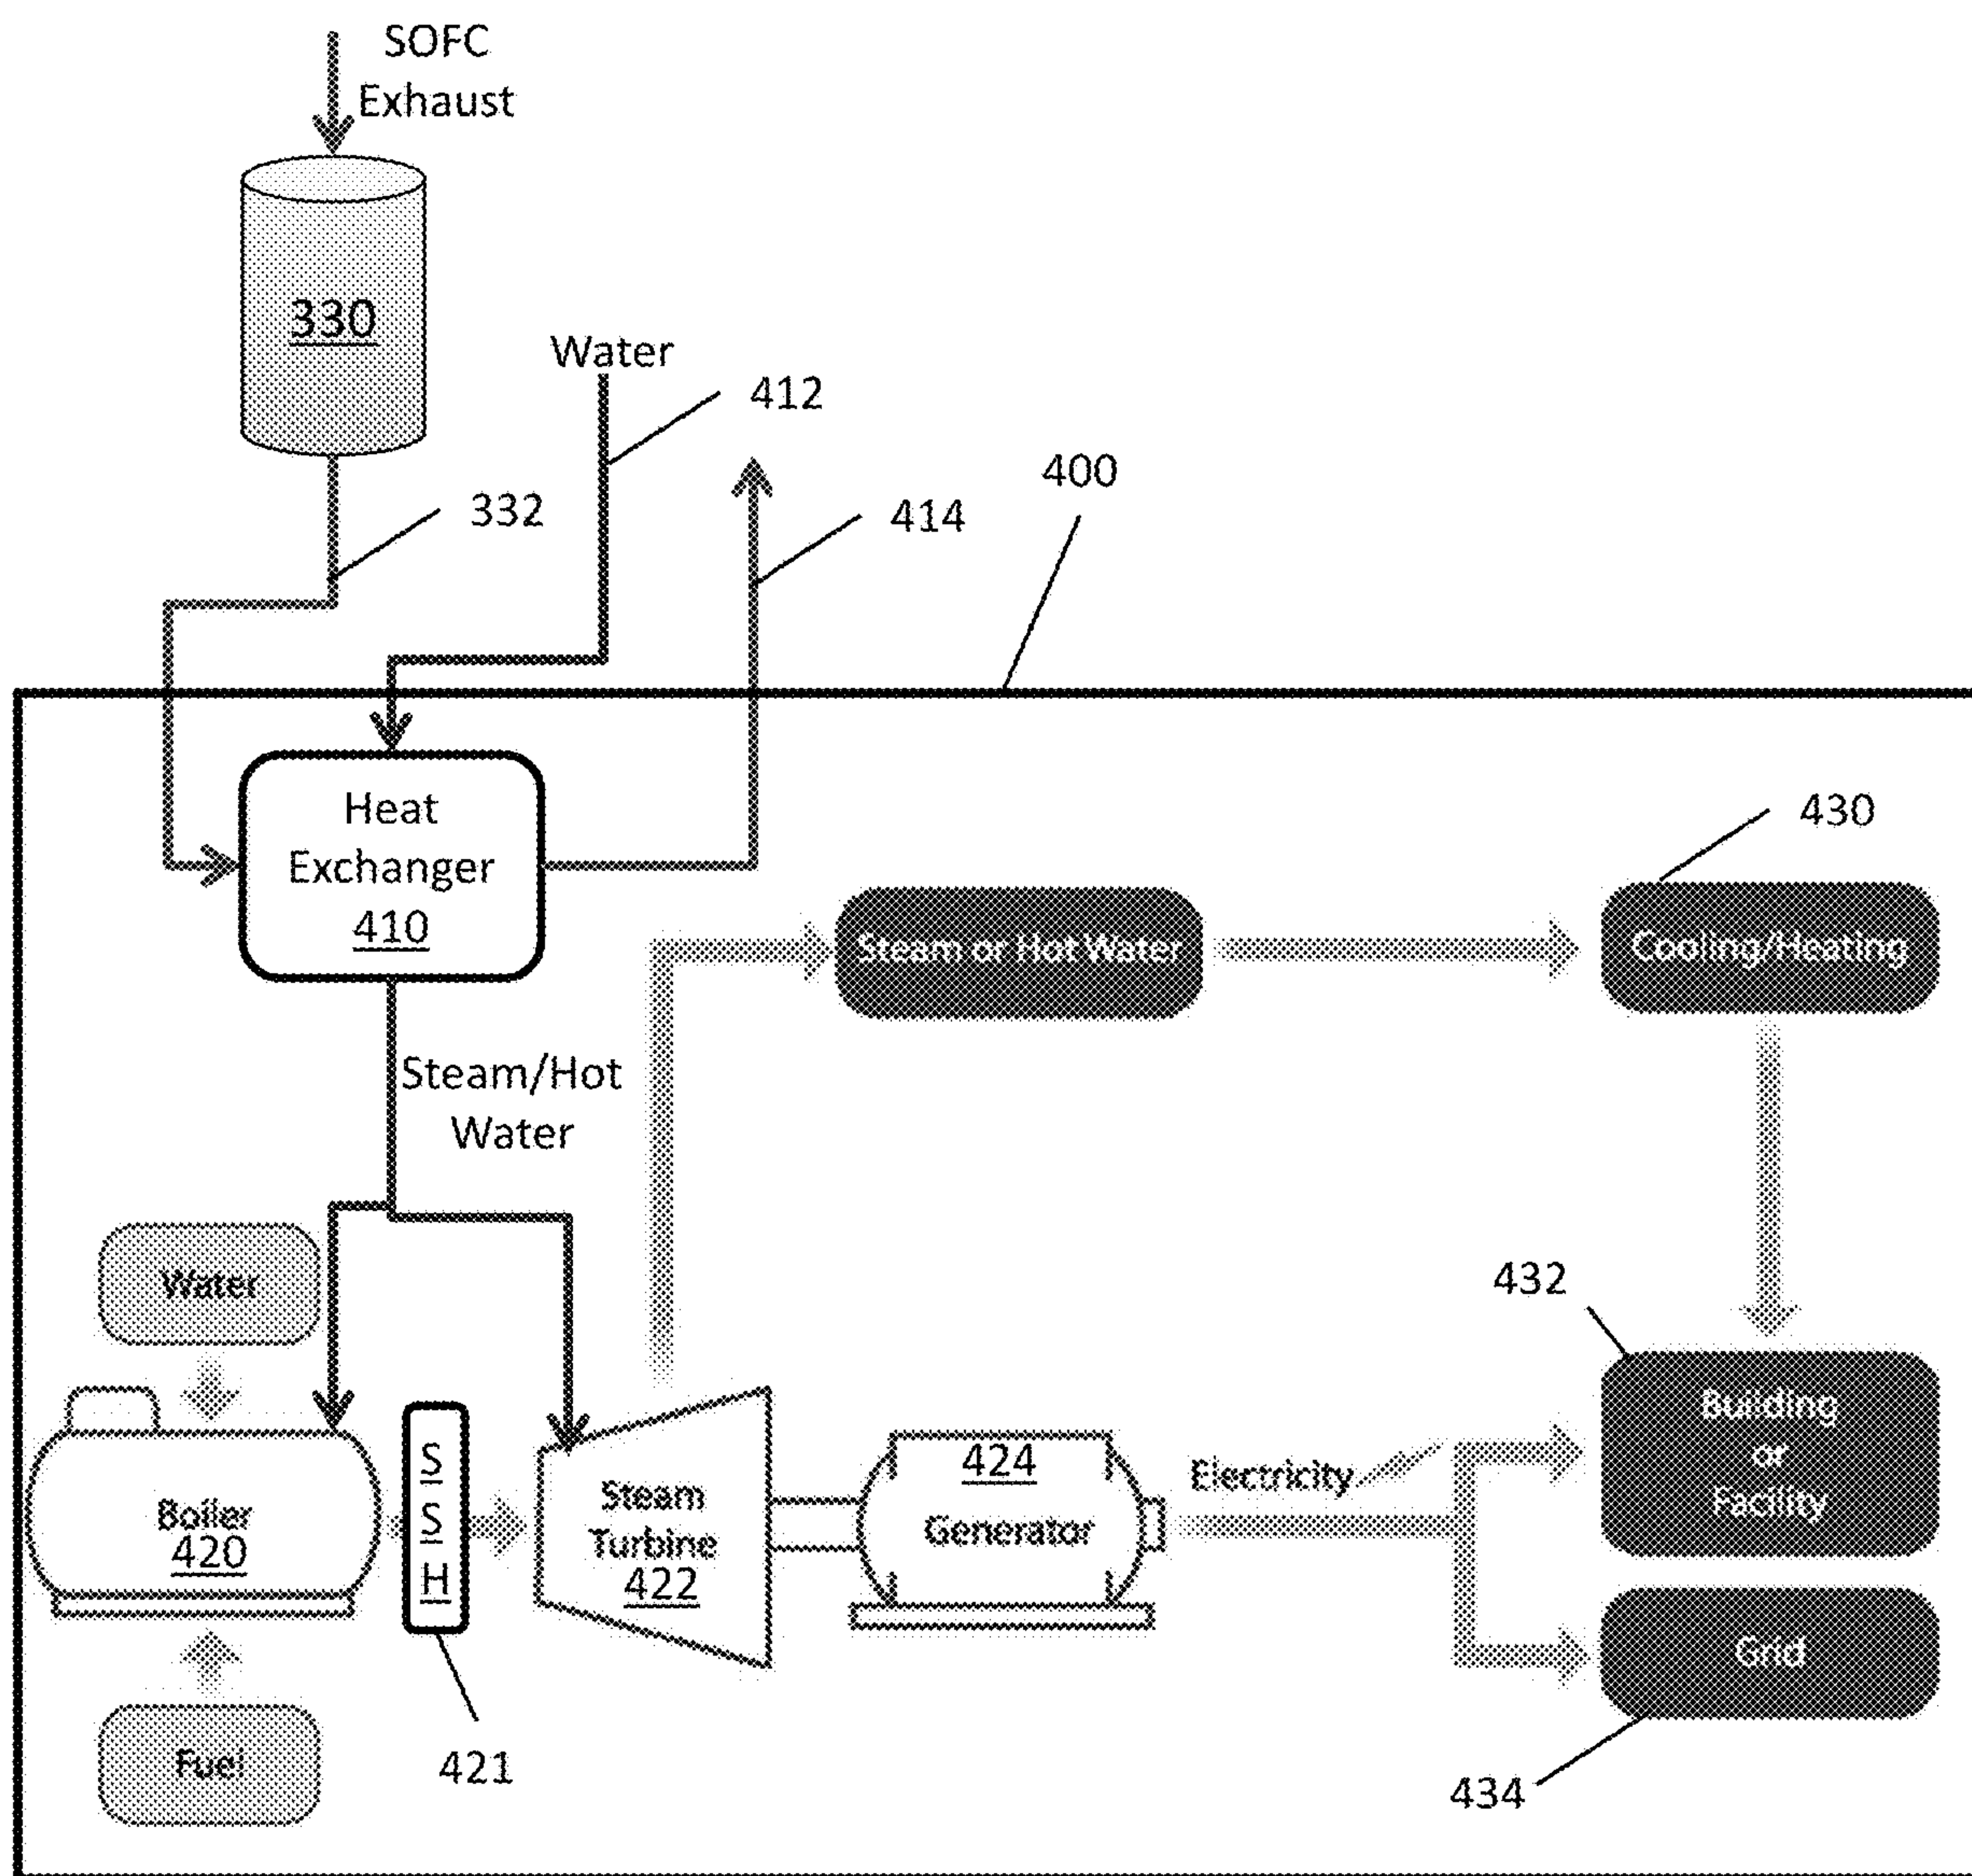 SOFC
Exhaust
330
Water
412
400
332
414
Heat
Exchanger
410
430
Steam or Hot Water
Cooling/Heating
Steam/Hot
Water
Water
432
Building
or
Facility
S
S
H
424
Generator
Electricity
Steam
Turbine
422
Boiler
420
Grid
Fuel
421
434